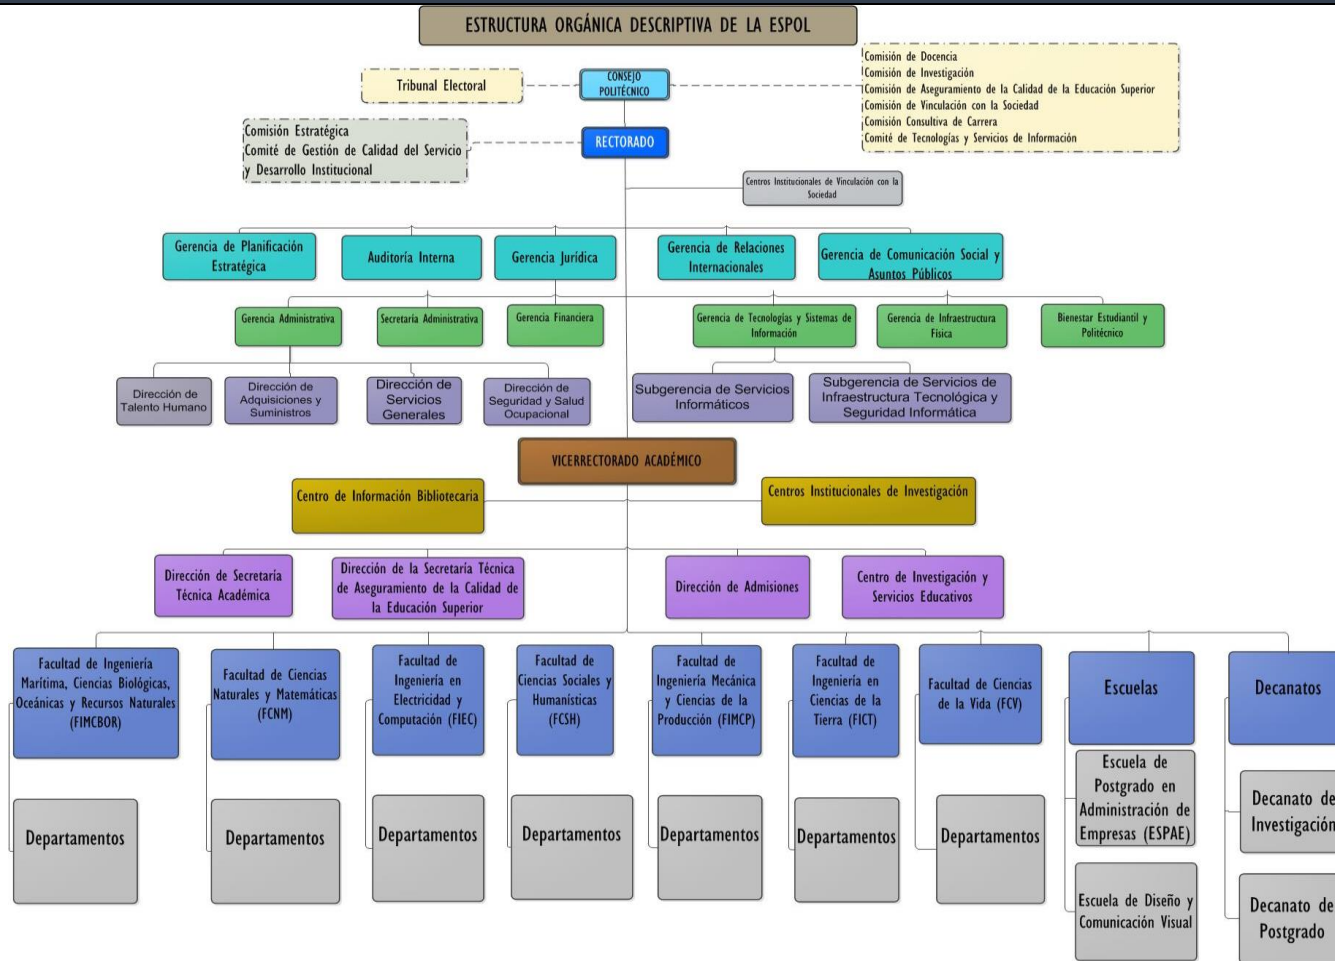 ESTRUCTURA ORGÁNICA DESCRIPTIVA DE LA ESPOL
Tribunal Electoral
CONSEJO
POLITÉCNICO
Comisión de Docencia
Comisión de Investigación
Comisión de Aseguramiento de la Calidad de la Educación Superior
Comisión de Vinculación con la Sociedad
Comisión Consultiva de Carrera
Comité de Tecnologías y Servicios de Información
Comisión Estratégica
Comité de Gestión de Calidad del Servicio
y Desarrollo Institucional
RECTORADO
Centros Institucionales de Vinculación con la
Sociedad
Gerencia de Planificación
Estratégica
Auditoría Interna
Gerencia Jurídica
Gerencia de Relaciones
Internacionales
Gerencia de Comunicación Social y
Asuntos Públicos
Gerencia Administrativa
Secretaría Administrativa
Gerencia Financiera
Gerencia de Tecnologías y Sistemas de
Información
Gerencia de Infraestructura
Física
Bienestar Estudiantil y
Politécnico
Dirección de
Talento Humano
Dirección de
Adquisiciones y
Suministros
Dirección de
Servicios
Generales
Dirección de
Seguridad y Salud
Ocupacional
Subgerencia de Servicios
Informáticos
Subgerencia de Servicios de
Infraestructura Tecnológica y
Seguridad Informática
VICERRECTORADO ACADÉMICO
Centro de Información Bibliotecaria
Centros Institucionales de Investigación
Dirección de Secretaría
Técnica Académica
Dirección de la Secretaría Técnica
de Aseguramiento de la Calidad de
la Educación Superior
Dirección de Admisiones
Centro de Investigación y
Servicios Educativos
Facultad de Ingeniería
Marítima, Ciencias Biológicas,
Oceánicas y Recursos Naturales
(FIMCBOR)
Facultad de Ciencias
Naturales y Matemáticas
(FCNM)
Facultad de
Ingeniería en
Electricidad y
Computación (FIEC)
Facultad de
Ciencias Sociales y
Humanísticas
(FCSH)
Facultad de
Ingeniería Mecánica
y Ciencias de la
Producción (FIMCP)
Facultad de
Ingeniería en
Ciencias de la
Tierra (FICT)
Facultad de Ciencias
de la Vida (FCV)
Escuelas
Decanatos
Departamentos
Departamentos
Departamentos
Departamentos
Departamentos
Departamentos
Departamentos
Escuela de
Postgrado en
Administración de
Empresas (ESPAE)
Decanato de
Investigación
Escuela de Diseño y
Comunicación Visual
Decanato de
Postgrado